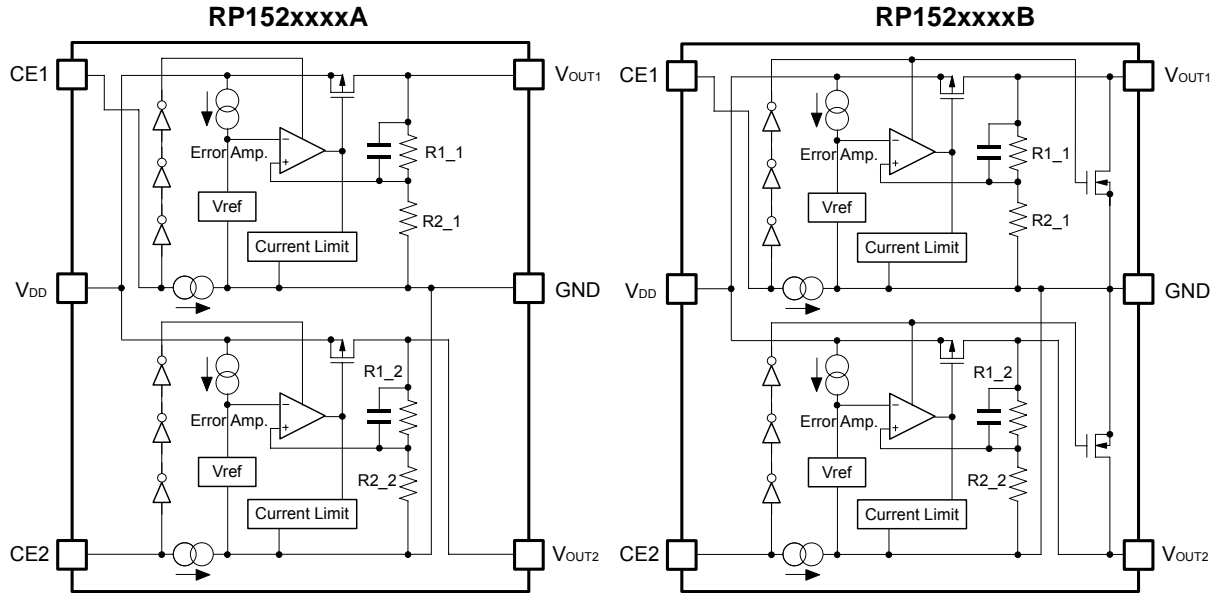 RP152xxxxA
CE1
VOUT1
Error Amp.
−
+
R1_1
Vref
R2_1
Current Limit
VDD
GND
R1_2
Error Amp.
−
+
Vref
R2_2
Current Limit
CE2
VOUT2
RP152xxxxB
CE1
VOUT1
Error Amp.
−
+
R1_1
Vref
R2_1
Current Limit
VDD
GND
R1_2
Error Amp.
−
+
Vref
R2_2
Current Limit
CE2
VOUT2